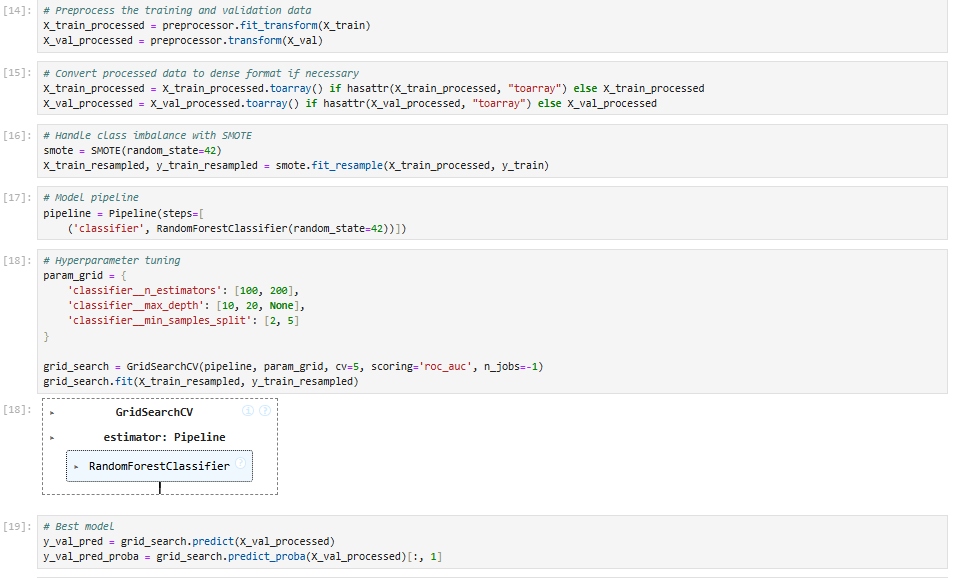 [14]: # Preprocess the training and validation data
X_train_processed = preprocessor.fit_transform(X_train)
X_val_processed = preprocessor.transform(X_val)
[15]: # Convert processed data to dense format if necessary
X_train_processed = X_train_processed.toarray() if hasattr(X_train_processed, "toarray") else X_train_processed
X_val_processed = X_val_processed.toarray() if hasattr(X_val_processed, "toarray") else X_val_processed
[16]: # Handle class imbalance with SMOTE
smote = SMOTE(random_state=42)
X_train_resampled, y_train_resampled = smote.fit_resample(X_train_processed, y_train)
[17]: # Model pipeline
pipeline = Pipeline(steps=[
    ('classifier', RandomForestClassifier(random_state=42))])
[18]: # Hyperparameter tuning
param_grid = {
    'classifier__n_estimators': [100, 200],
    'classifier__max_depth': [10, 20, None],
    'classifier__min_samples_split': [2, 5]
}
grid_search = GridSearchCV(pipeline, param_grid, cv=5, scoring='roc_auc', n_jobs=-1)
grid_search.fit(X_train_resampled, y_train_resampled)
[18]: ▸ GridSearchCV i ?
▸ estimator: Pipeline
▸ RandomForestClassifier ?
[19]: # Best model
y_val_pred = grid_search.predict(X_val_processed)
y_val_pred_proba = grid_search.predict_proba(X_val_processed)[:, 1]